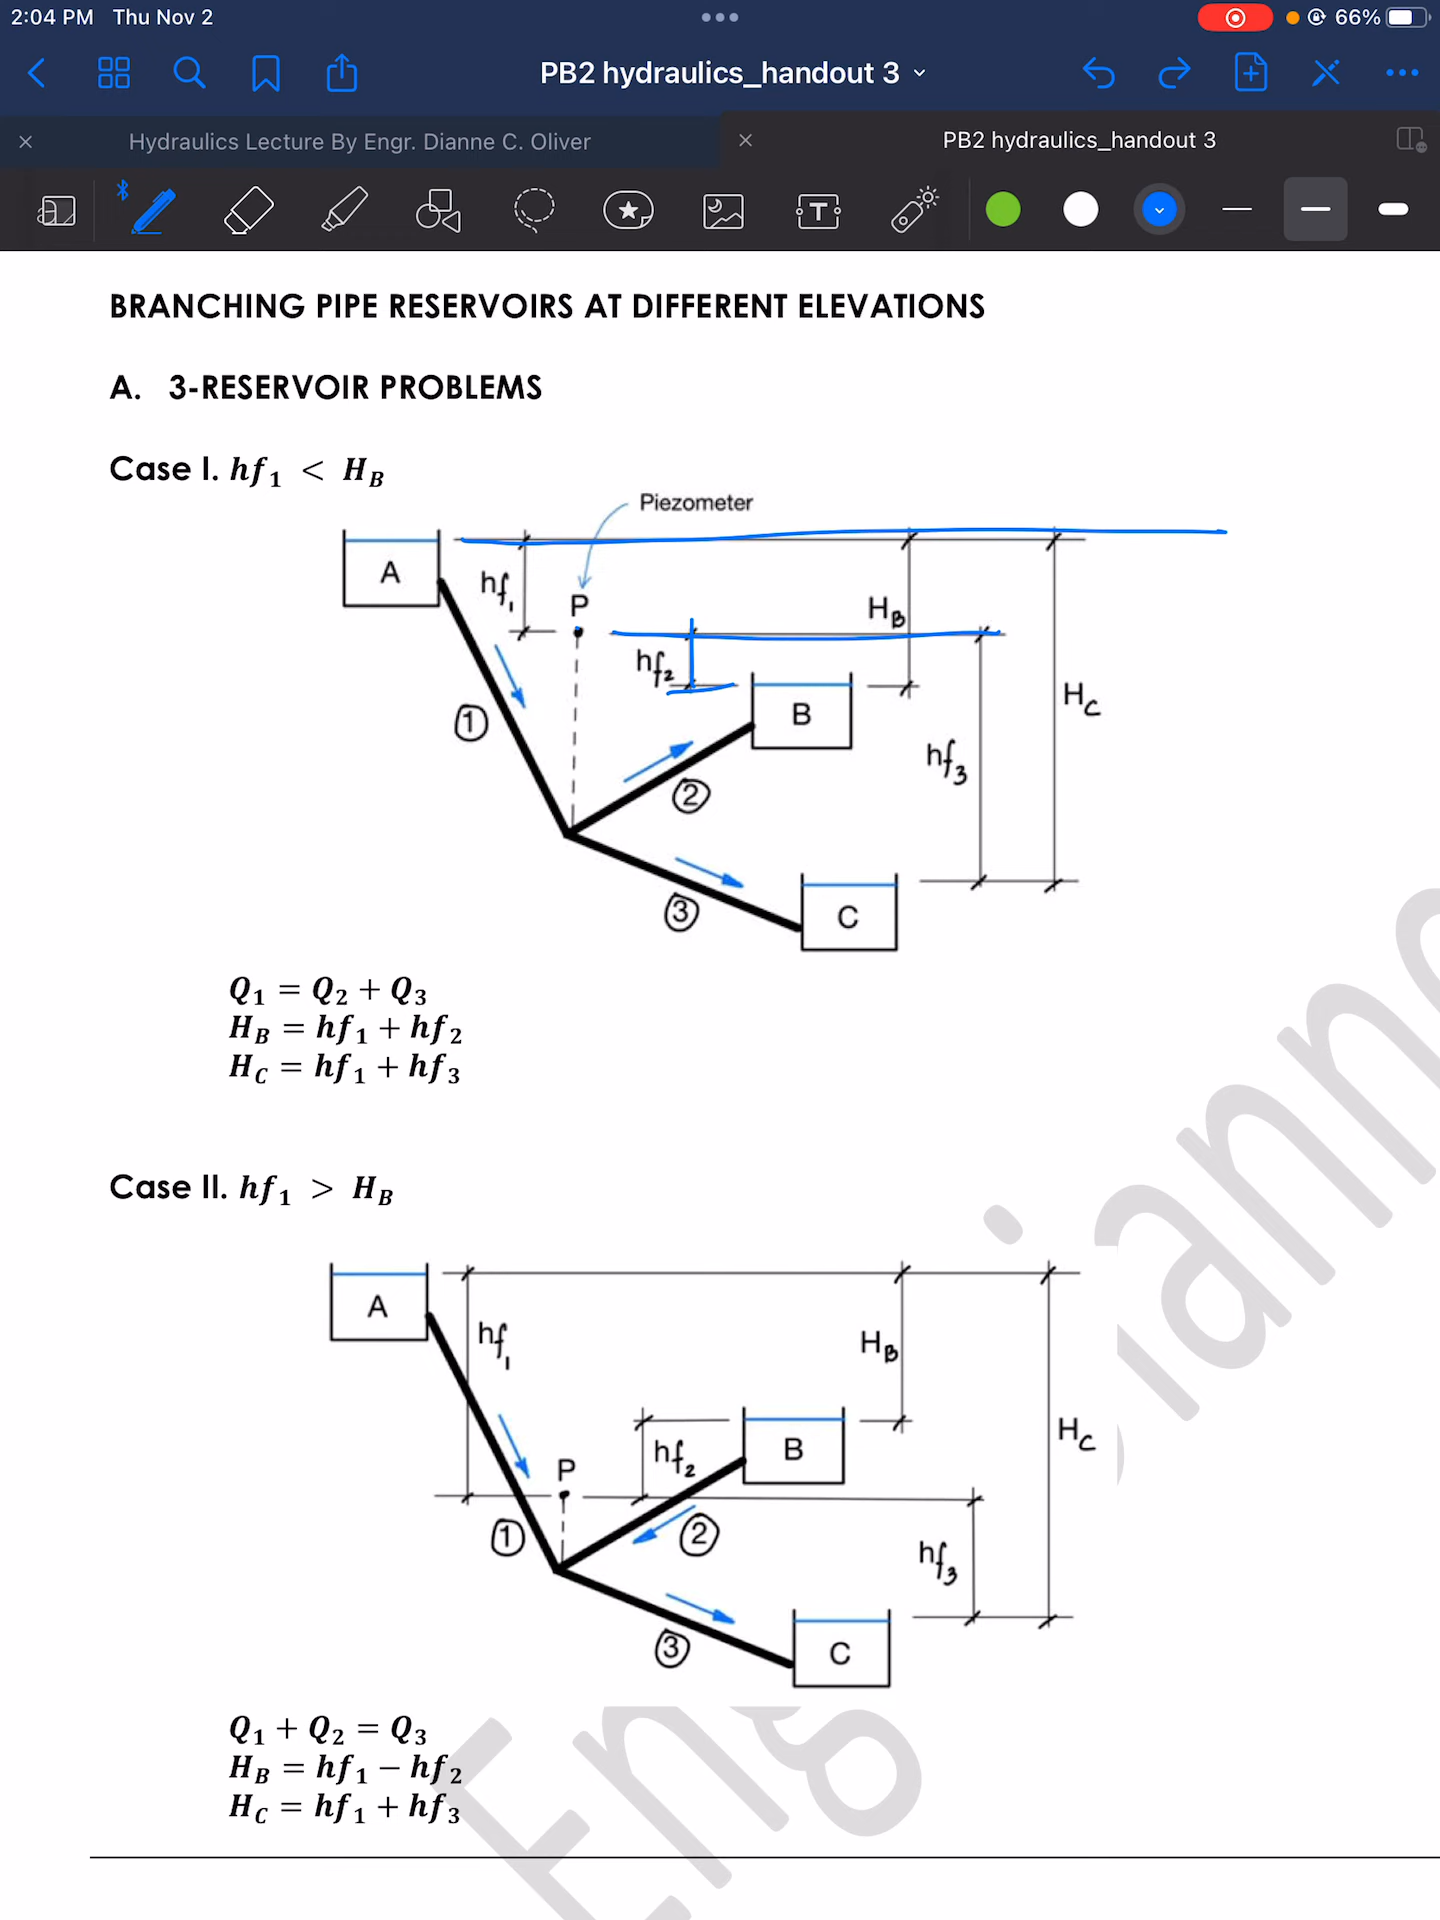 2:04 PM Thu Nov 2
66%
PB2 hydraulics_handout 3
Hydraulics Lecture By Engr. Dianne C. Oliver
PB2 hydraulics_handout 3
BRANCHING PIPE RESERVOIRS AT DIFFERENT ELEVATIONS
A. 3-RESERVOIR PROBLEMS
Case I. hf₁ < H_B
Piezometer
A
hf₁
P
H_B
hf₂
B
H_C
①
hf₃
②
③
C
Q₁ = Q₂ + Q₃
H_B = hf₁ + hf₂
H_C = hf₁ + hf₃
Case II. hf₁ > H_B
A
hf₁
H_B
H_C
hf₂
B
P
①
②
hf₃
③
C
Q₁ + Q₂ = Q₃
H_B = hf₁ − hf₂
H_C = hf₁ + hf₃